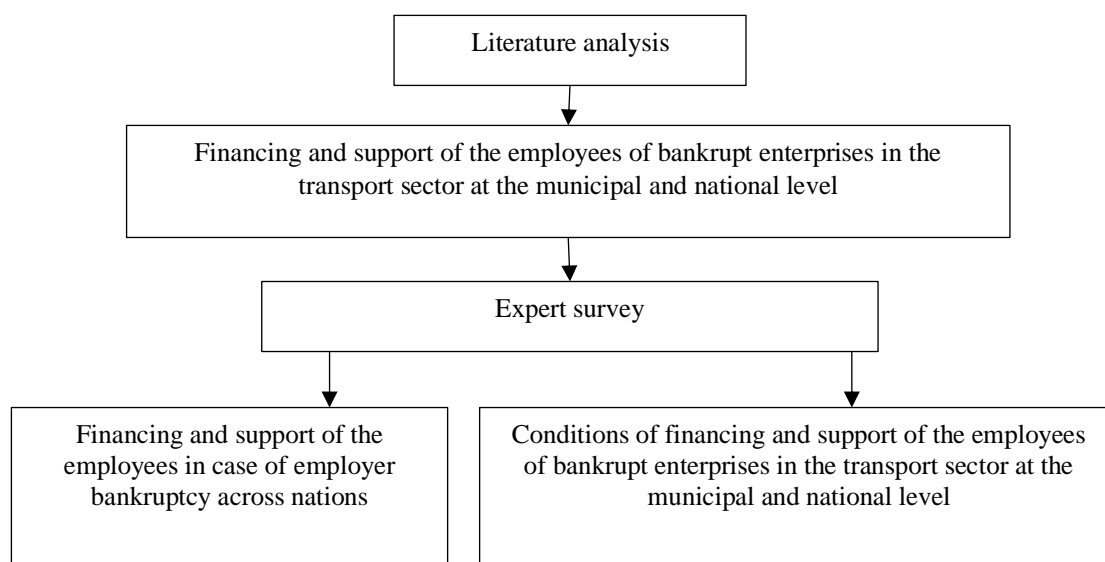 Literature analysis
Financing and support of the employees of bankrupt enterprises in the
transport sector at the municipal and national level
Expert survey
Financing and support of the
employees in case of employer
bankruptcy across nations
Conditions of financing and support of the employees
of bankrupt enterprises in the transport sector at the
municipal and national level